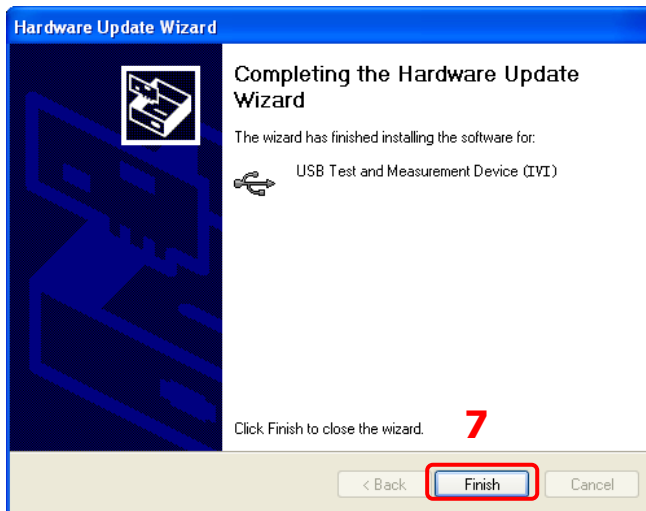 Hardware Update Wizard
Completing the Hardware Update
Wizard
The wizard has finished installing the software for:
USB Test and Measurement Device (IVI)
Click Finish to close the wizard.
7
< Back
Finish
Cancel